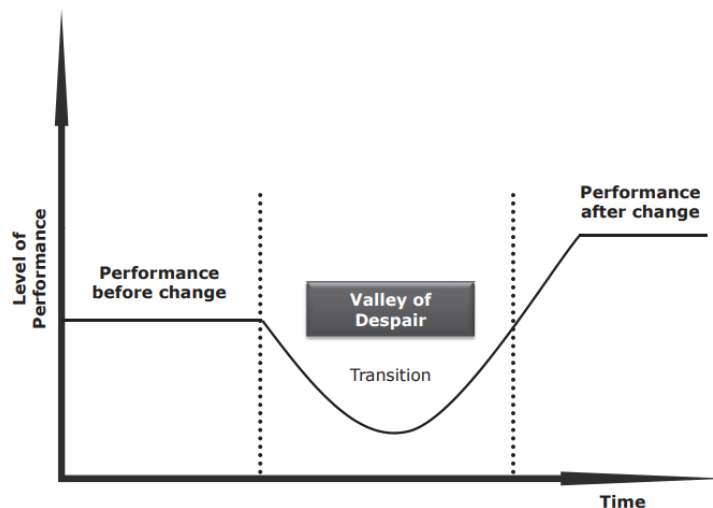 Level of
Performance
Performance
before change
Valley of
Despair
Transition
Performance
after change
Time